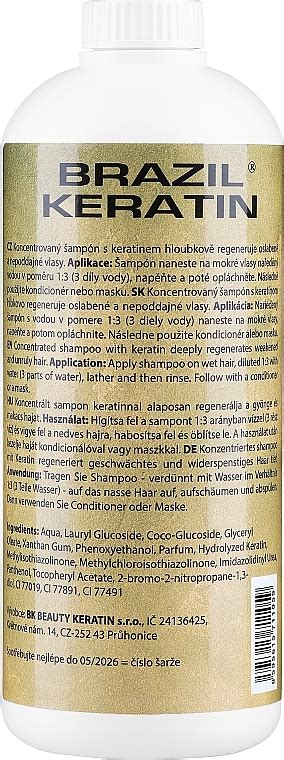 BRAZIL®
KERATIN
CZ Koncentrovaný šampón s keratinem hloubkově regeneruje oslabené
a nepoddajné vlasy. Aplikace: Šampón naneste na mokré vlasy naředěný
vodou v poměru 1:3 (3 díly vody), napěňte a poté opláchněte. Následně
použijte kondicionér nebo masku. SK Koncentrovaný šampón s keratínom
hĺbkovo regeneruje oslabené a nepoddajné vlasy. Aplikácia: Nariedený
šampón s vodou v pomere 1:3 (3 diely vody) naneste na mokré vlasy,
napeňte a potom opláchnite. Následne použite kondicionér alebo masku.
EN Concentrated shampoo with keratin deeply regenerates weakened
and unruly hair. Application: Apply shampoo on wet hair, diluted 1:3 with
water (3 parts of water), lather and then rinse. Follow with a conditioner
or a mask.
HU Koncentrált sampon keratinnal alaposan regenerálja a gyönge és
makacs hajat. Használat: Hígítsa fel a sampont 1:3 arányban vízzel (3 rész
víz) és vigye fel a nedves hajra, habosítsa fel és öblítse le. A használat után
kezelje haját kondicionálóval vagy maszkkal. DE Konzentriertes shampoo
mit Keratin regeneriert geschwächtes und widerspenstiges Haar tief.
Anwendung: Tragen Sie Shampoo - verdünnt mit Wasser im Verhältnis
1:3 (3 Teile Wasser) - auf das nasse Haar auf, aufschäumen und abspülen.
Dann verwenden Sie Conditioner oder Maske.
Ingredients: Aqua, Lauryl Glucoside, Coco-Glucoside, Glyceryl
Oleate, Xanthan Gum, Phenoxyethanol, Parfum, Hydrolyzed Keratin,
Methylisothiazolinone, Methylchloroisothiazolinone, Imidazolidinyl Urea,
Panthenol, Tocopheryl Acetate, 2-bromo-2-nitropropane-1,3-
diol, CI 77019, CI 77891, CI 77491
Výrobce: BK BEAUTY KERATIN s.r.o., IČ 24136425,
Květnové nám. 14, CZ-252 43 Průhonice
Spotřebujte nejlépe do 05/2026 = číslo šarže